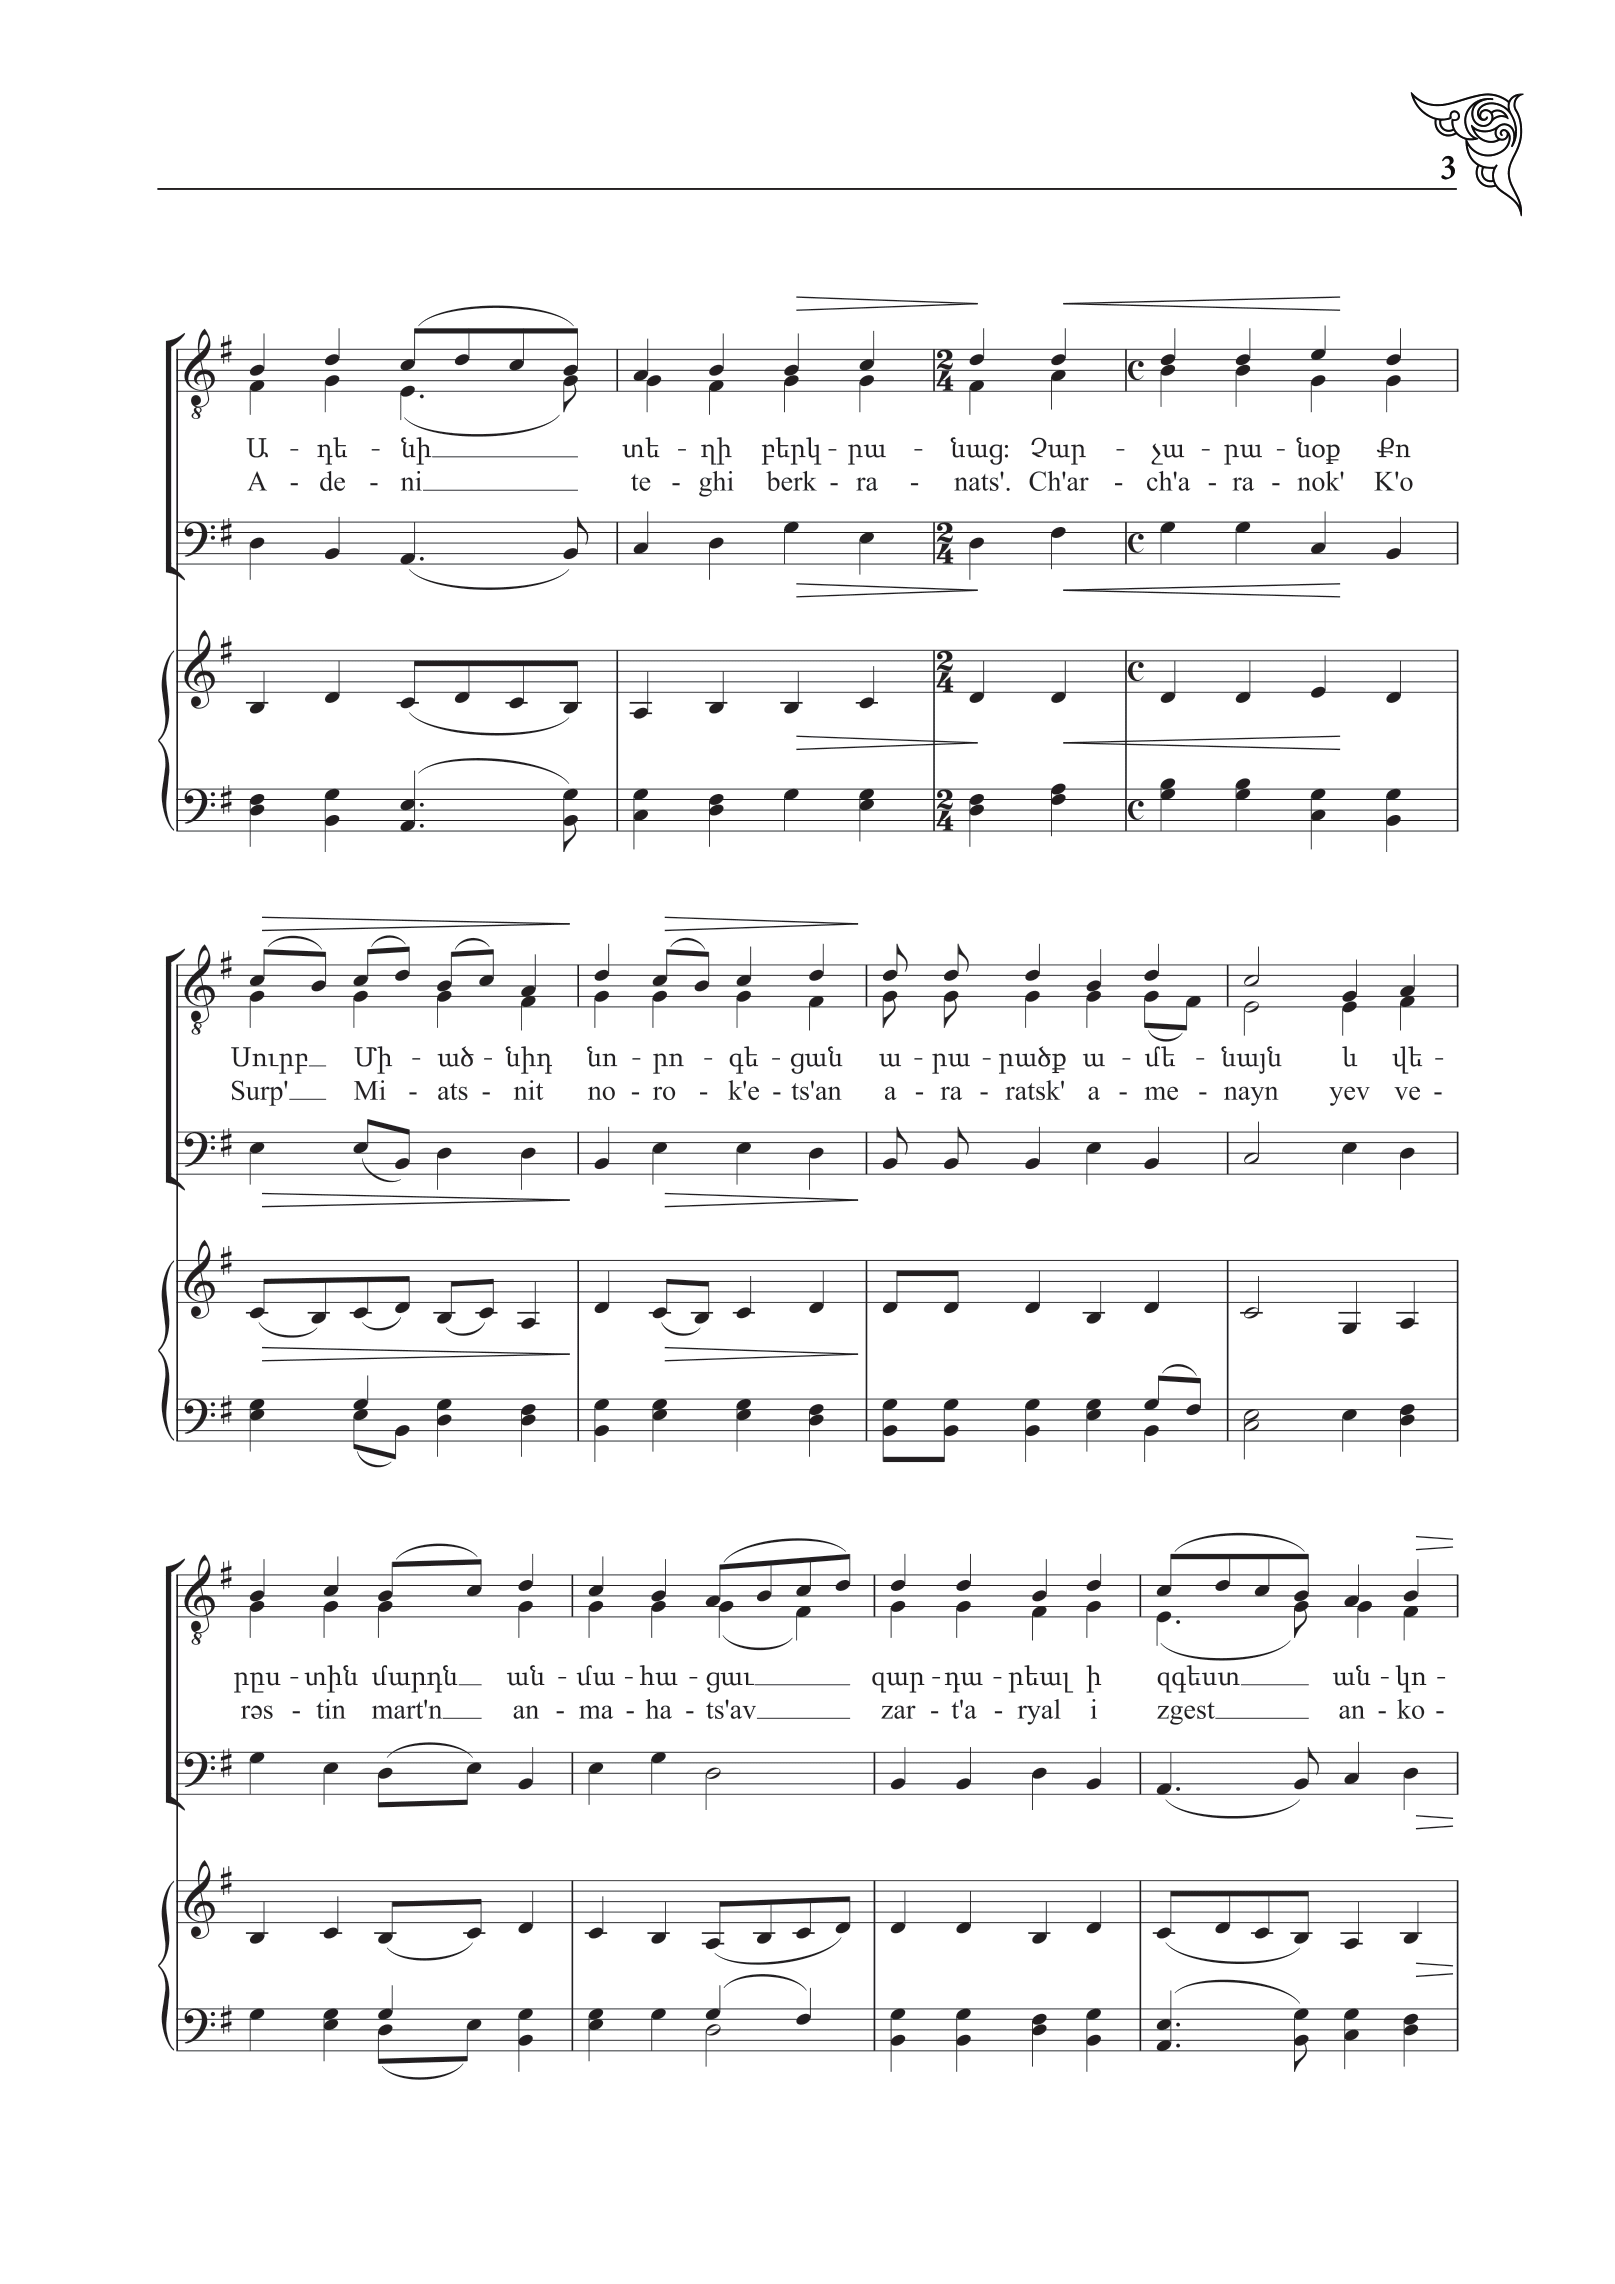 3
Ա - դե - նի տե - ղի բերկ - րա - նաց: Չար - չա - րա - նօք Քո
A - de - ni te - ghi berk - ra - nats'. Ch'ar - ch'a - ra - nok' K'o
Սուրբ Մի - ած - նիդ նո - րո - գե - ցան ա - րա - րածք ա - մե - նայն և վե -
Surp' Mi - ats - nit no - ro - k'e - ts'an a - ra - ratsk' a - me - nayn yev ve -
րըս - տին մարդն ան - մա - հա - ցաւ զար - դա - րեալ ի զգեստ ան - կո -
rəs - tin mart'n an - ma - ha - ts'av zar - t'a - ryal i zgest an - ko -